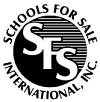 SCHOOLS FOR SALE
SFS
INTERNATIONAL, INC.